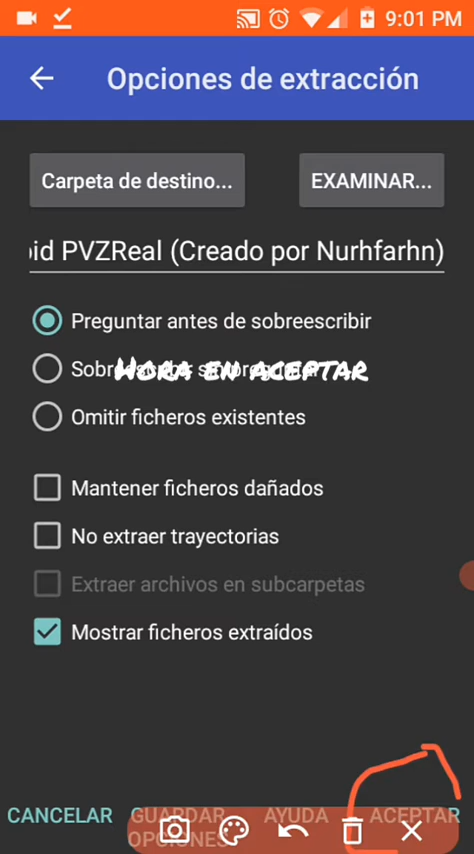 9:01 PM
Opciones de extracción
Carpeta de destino...
EXAMINAR...
oid PVZReal (Creado por Nurhfarhn)
Preguntar antes de sobreescribir
HORA EN ACEPTAR
Omitir ficheros existentes
Mantener ficheros dañados
No extraer trayectorias
Extraer archivos en subcarpetas
Mostrar ficheros extraídos
CANCELAR
GUARDAR OPCIONES
AYUDA
ACEPTAR